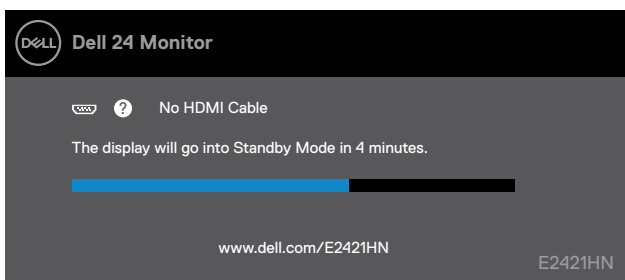 DELL
Dell 24 Monitor
? No HDMI Cable
The display will go into Standby Mode in 4 minutes.
www.dell.com/E2421HN
E2421HN